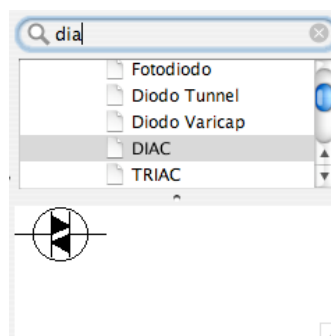 dia
Fotodiodo
Diodo Tunnel
Diodo Varicap
DIAC
TRIAC